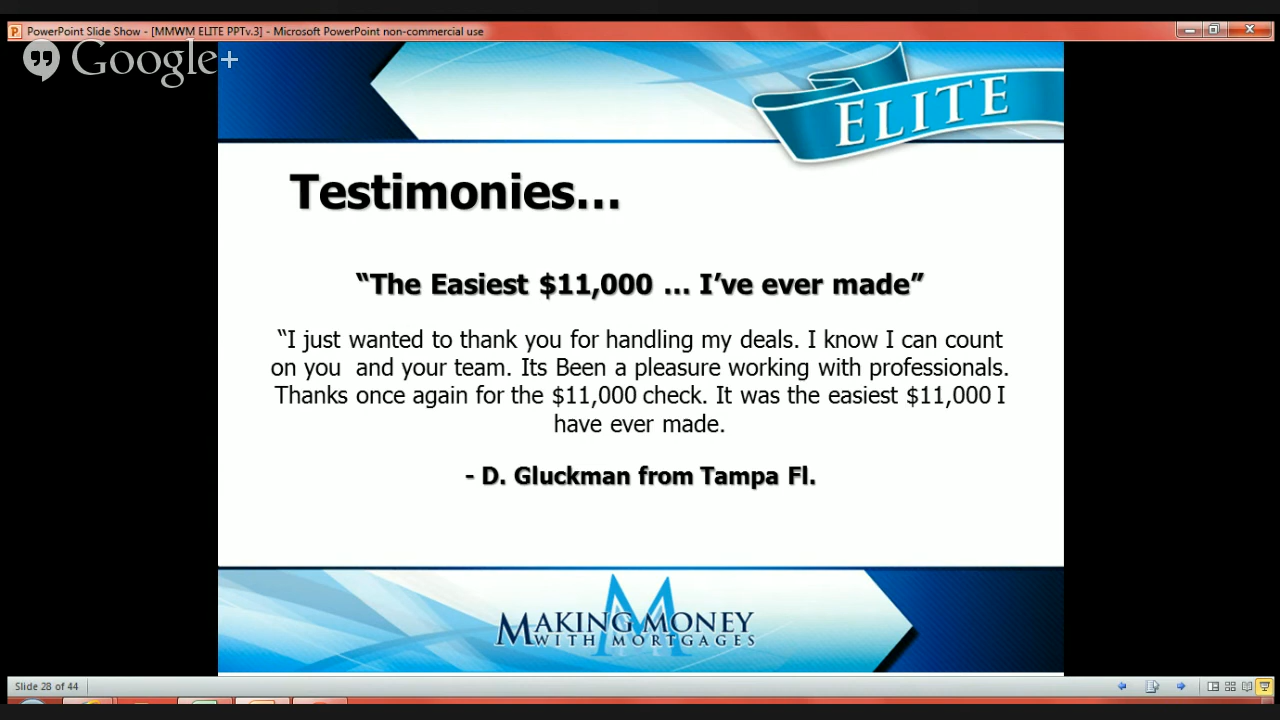 PowerPoint Slide Show - [MMWM ELITE PPTv.3] - Microsoft PowerPoint non-commercial use
Google+
ELITE
Testimonies...
“The Easiest $11,000 ... I’ve ever made”
“I just wanted to thank you for handling my deals. I know I can count
on you  and your team. Its Been a pleasure working with professionals.
Thanks once again for the $11,000 check. It was the easiest $11,000 I
have ever made.
- D. Gluckman from Tampa Fl.
M
MAKING MONEY
WITH MORTGAGES
Slide 28 of 44